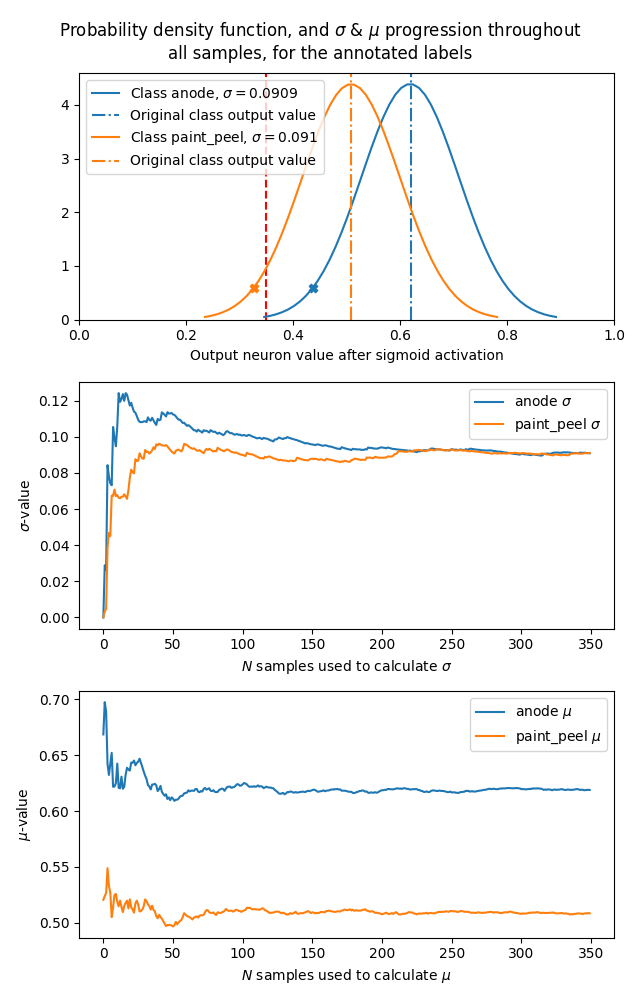 Probability density function, and σ & μ progression throughout
all samples, for the annotated labels
Class anode, σ = 0.0909
Original class output value
Class paint_peel, σ = 0.091
Original class output value
4
3
2
1
0
0.0 0.2 0.4 0.6 0.8 1.0
Output neuron value after sigmoid activation
anode σ
paint_peel σ
0.12
0.10
0.08
0.06
0.04
0.02
0.00
σ-value
0 50 100 150 200 250 300 350
N samples used to calculate σ
anode μ
paint_peel μ
0.70
0.65
0.60
0.55
0.50
μ-value
0 50 100 150 200 250 300 350
N samples used to calculate μ